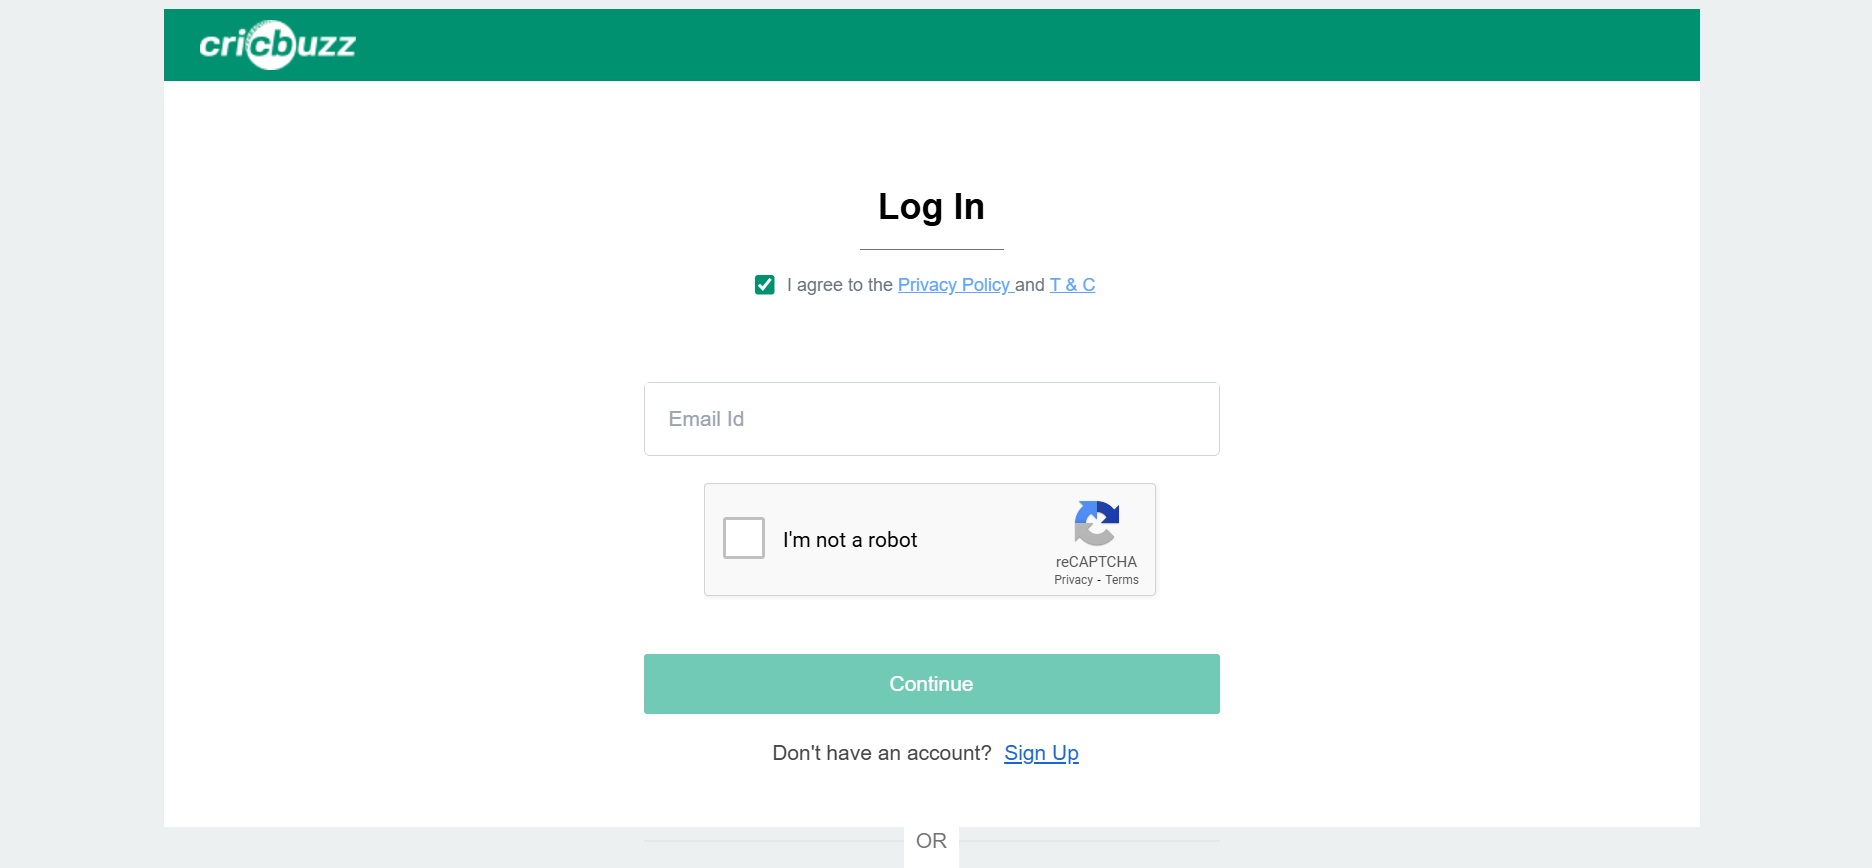 cricbuzz
Log In
I agree to the Privacy Policy and T & C
Email Id
I'm not a robot
reCAPTCHA
Privacy - Terms
Continue
Don't have an account? Sign Up
OR